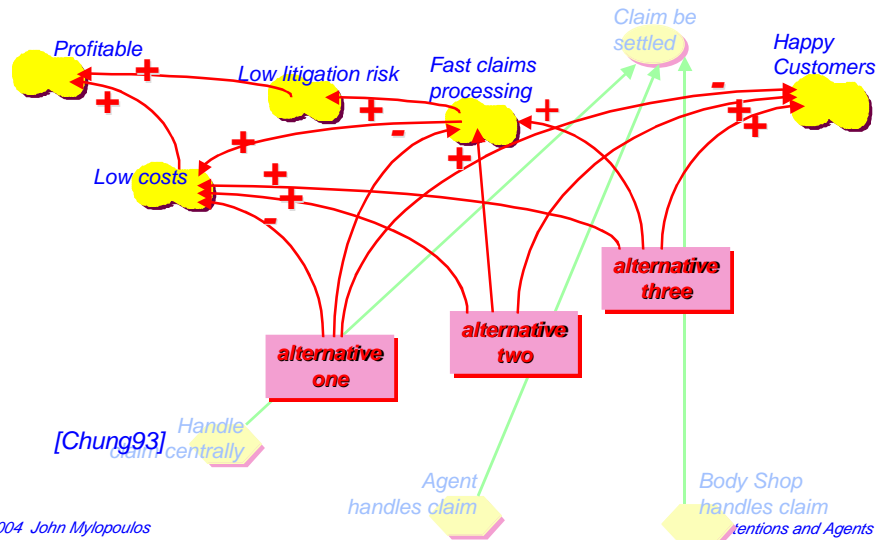 Claim be
settled
Profitable
Happy
Customers
Low litigation risk
Fast claims
processing
+
+
+
+
-
-
+
+
+
+
+
Low costs
+
+
-
alternative
three
alternative
one
alternative
two
Handle
claim centrally
[Chung93]
Agent
handles claim
Body Shop
handles claim
004 John Mylopoulos
tentions and Agents